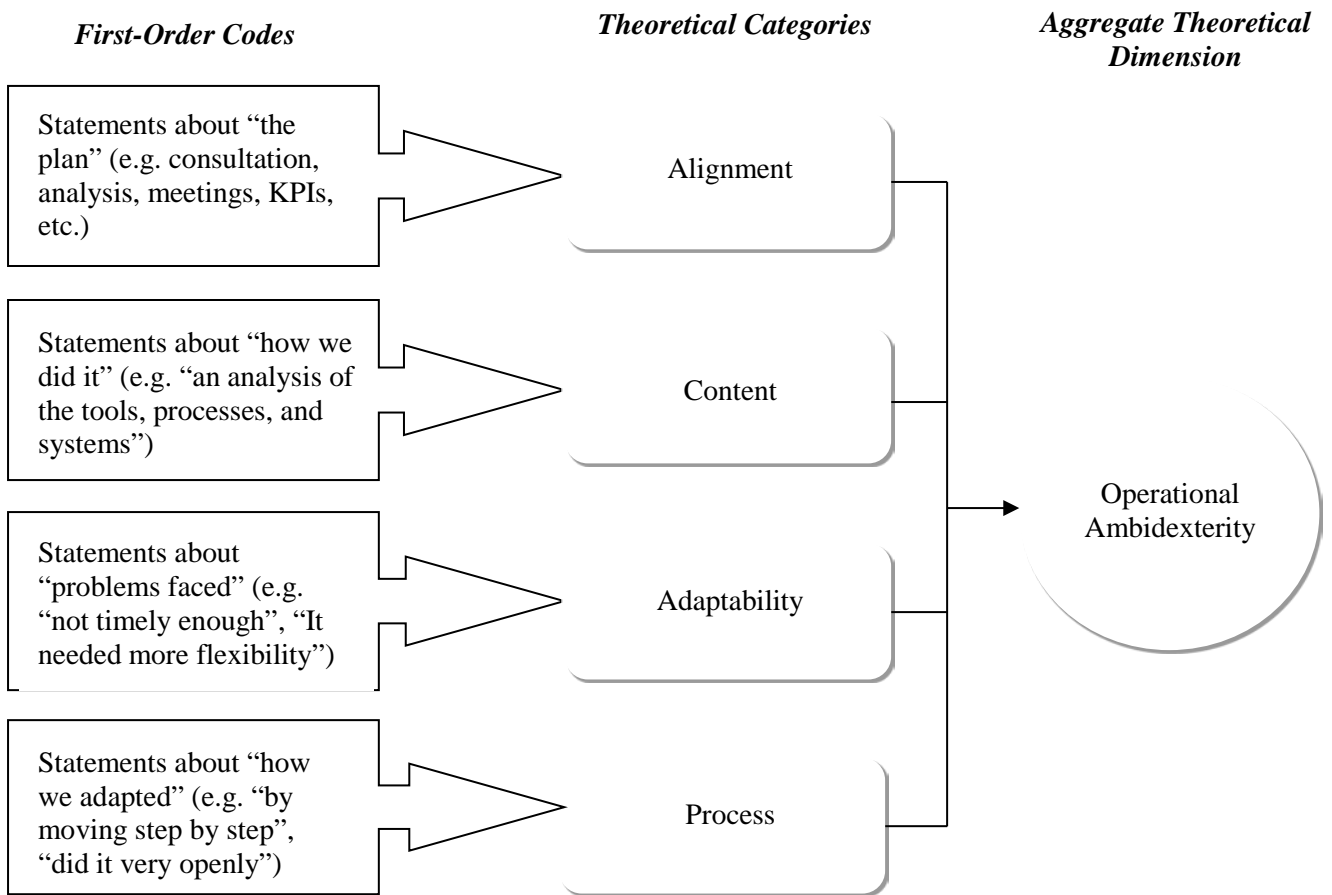 First-Order Codes
Theoretical Categories
Aggregate Theoretical
Dimension
Statements about “the
plan” (e.g. consultation,
analysis, meetings, KPIs,
etc.)
Alignment
Statements about “how we
did it” (e.g. “an analysis of
the tools, processes, and
systems”)
Content
Statements about
“problems faced” (e.g.
“not timely enough”, “It
needed more flexibility”)
Adaptability
Statements about “how
we adapted” (e.g. “by
moving step by step”,
“did it very openly”)
Process
Operational
Ambidexterity